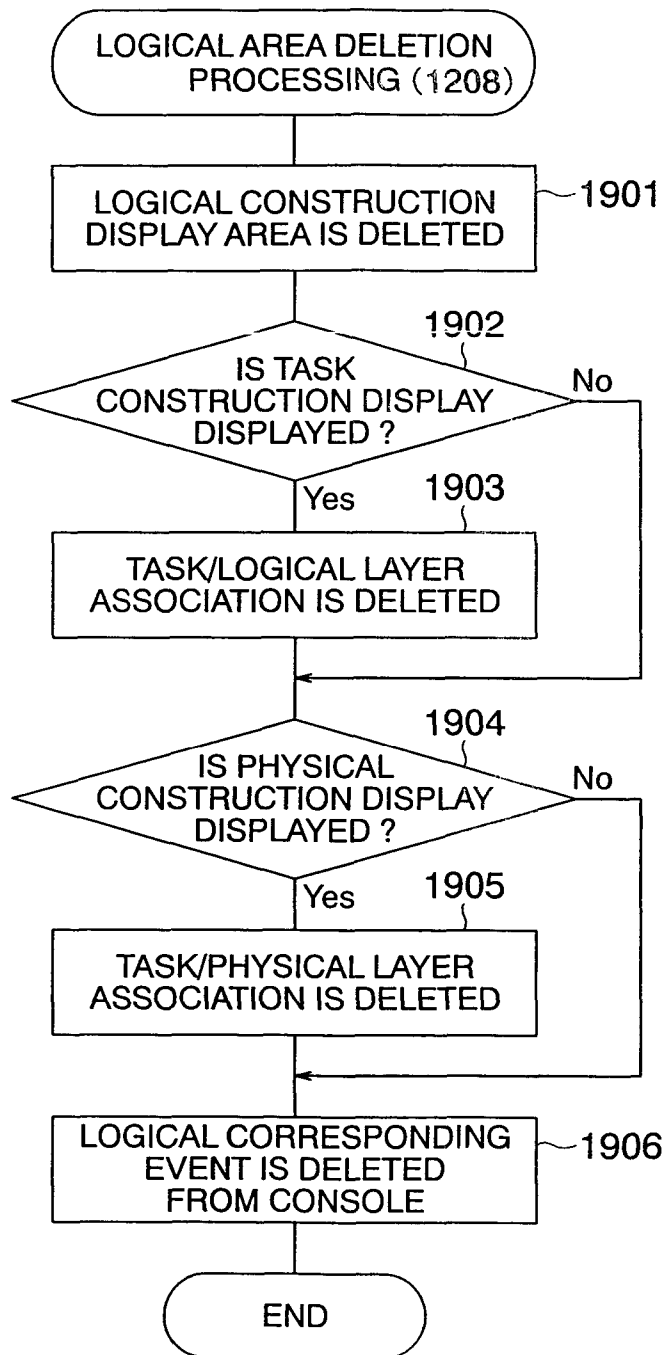 LOGICAL AREA DELETION
PROCESSING (1208)
LOGICAL CONSTRUCTION
DISPLAY AREA IS DELETED
1901
1902
IS TASK
CONSTRUCTION DISPLAY
DISPLAYED ?
No
Yes
1903
TASK/LOGICAL LAYER
ASSOCIATION IS DELETED
1904
IS PHYSICAL
CONSTRUCTION DISPLAY
DISPLAYED ?
No
Yes
1905
TASK/PHYSICAL LAYER
ASSOCIATION IS DELETED
LOGICAL CORRESPONDING
EVENT IS DELETED
FROM CONSOLE
1906
END